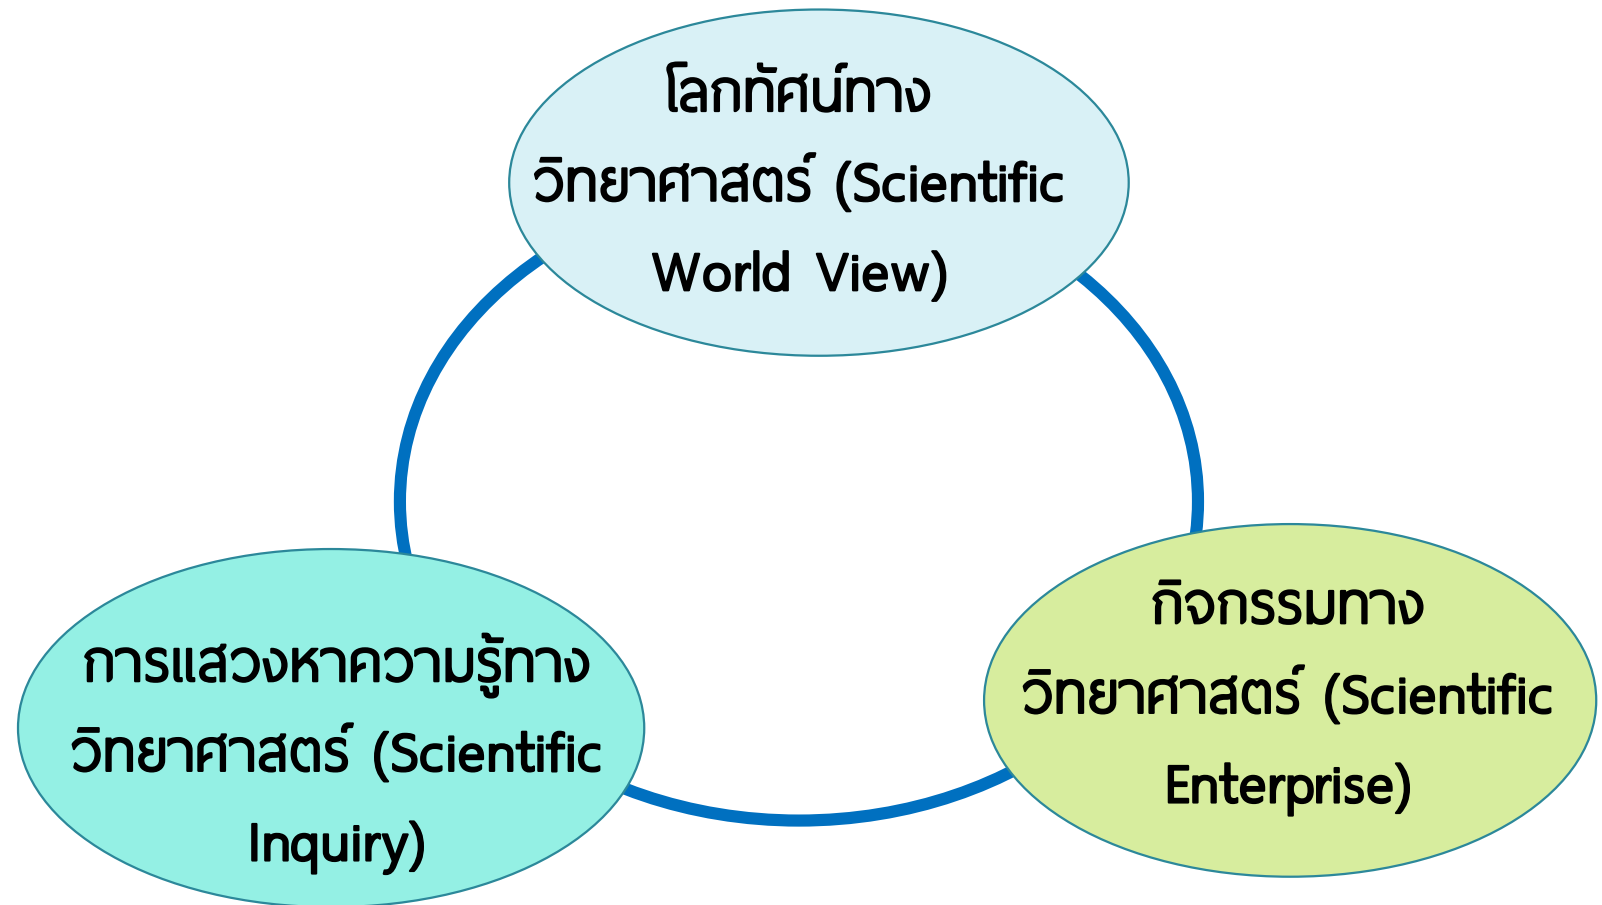 โลกทัศน์ทาง
วิทยาศาสตร์ (Scientific
World View)
การแสวงหาความรู้ทาง
วิทยาศาสตร์ (Scientific
Inquiry)
กิจกรรมทาง
วิทยาศาสตร์ (Scientific
Enterprise)